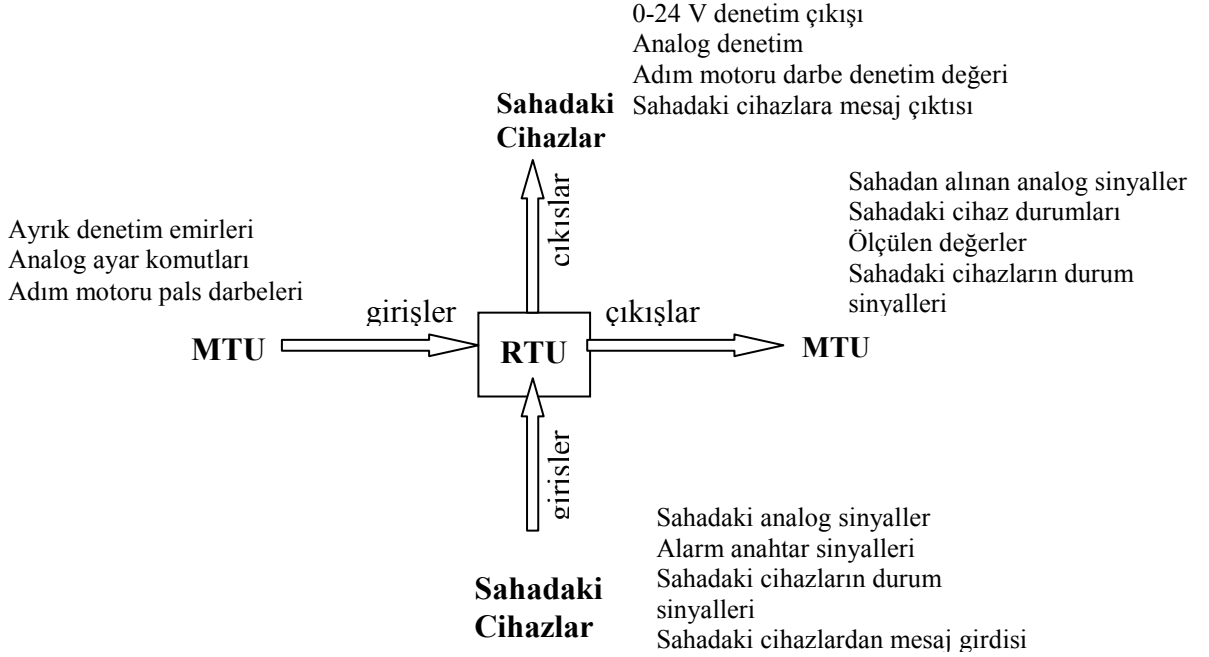 0-24 V denetim çıkışı
Analog denetim
Adım motoru darbe denetim değeri
Sahadaki cihazlara mesaj çıktısı
Sahadaki
Cihazlar
çıkışlar
Sahadan alınan analog sinyaller
Sahadaki cihaz durumları
Ölçülen değerler
Sahadaki cihazların durum
sinyalleri
Ayrık denetim emirleri
Analog ayar komutları
Adım motoru pals darbeleri
girişler
çıkışlar
MTU
RTU
MTU
girişler
Sahadaki analog sinyaller
Alarm anahtar sinyalleri
Sahadaki cihazların durum
sinyalleri
Sahadaki cihazlardan mesaj girdisi
Sahadaki
Cihazlar